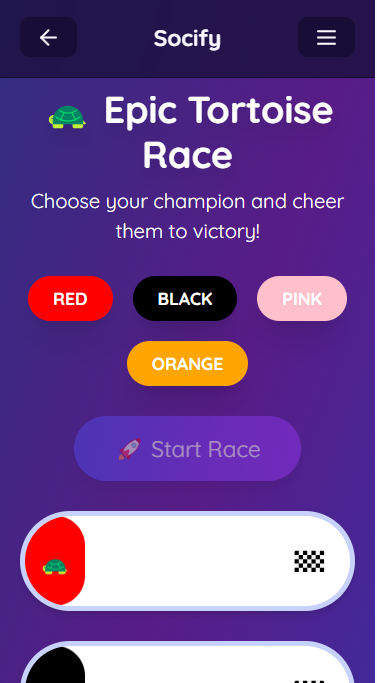 Socify
🐢 Epic Tortoise
Race
Choose your champion and cheer
them to victory!
RED
BLACK
PINK
ORANGE
🚀 Start Race